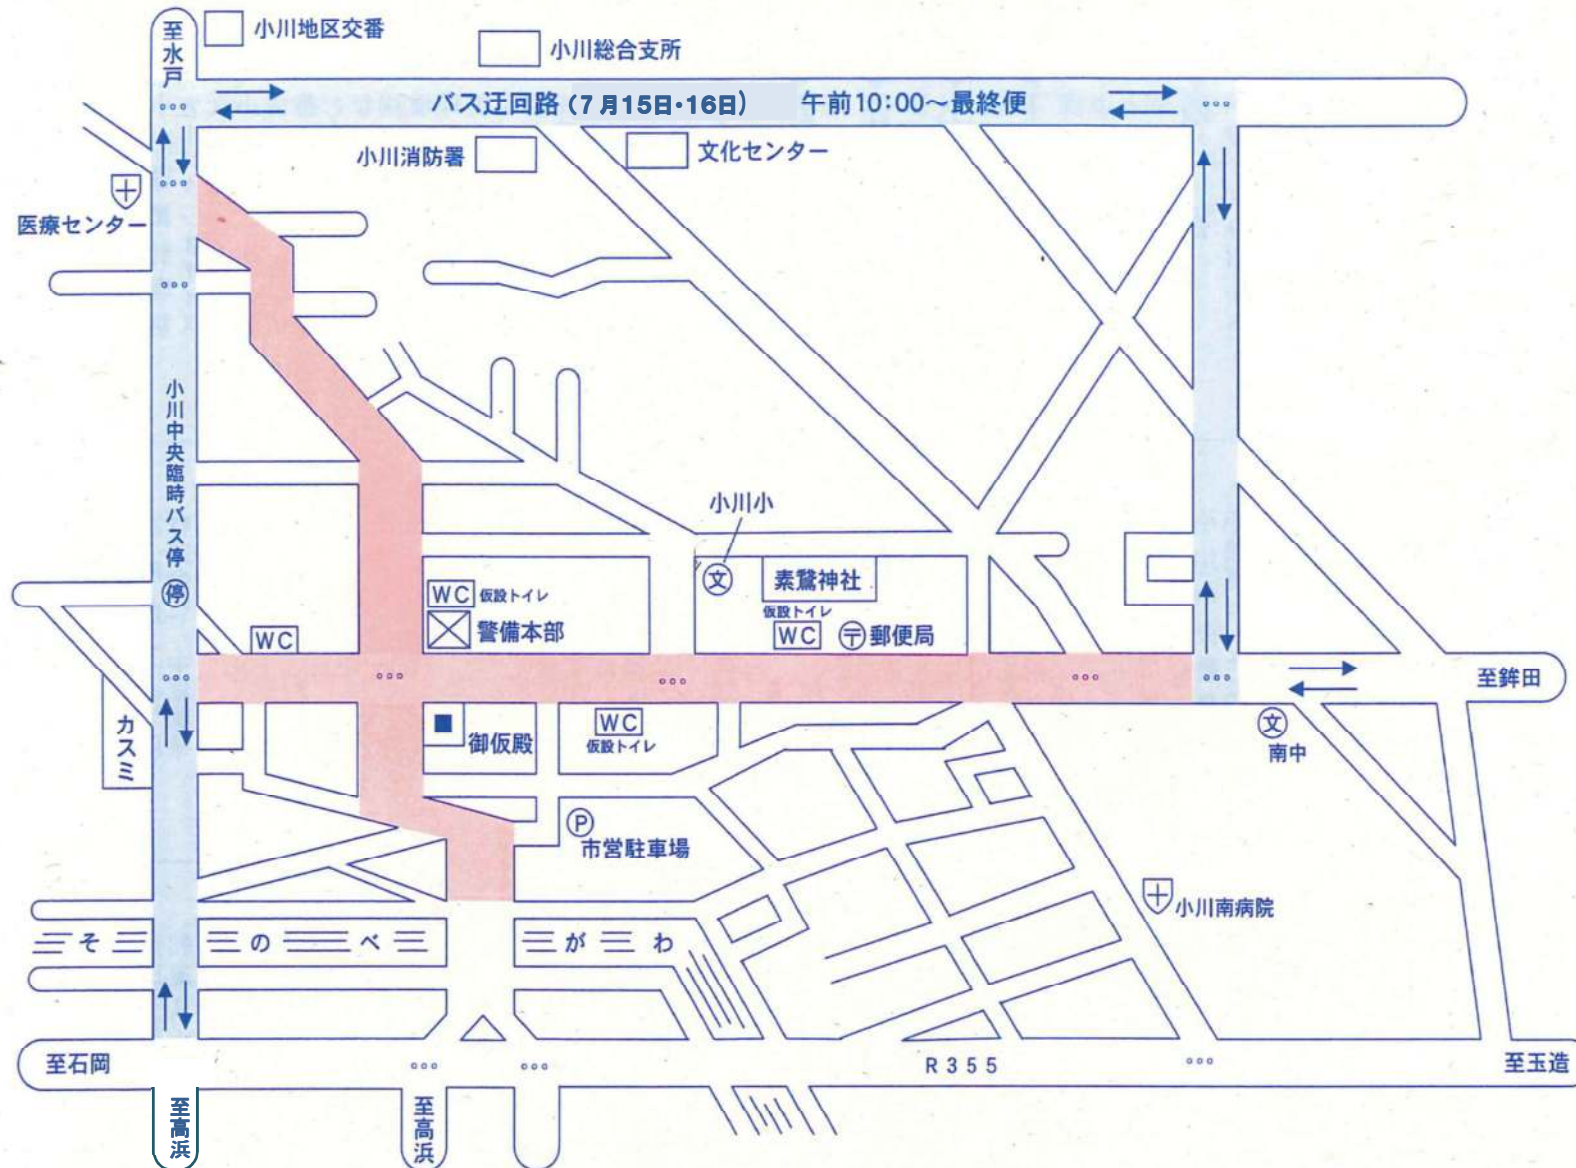 至水戸
小川地区交番
小川総合支所
バス迂回路(7月15日・16日) 午前10:00〜最終便
小川消防署
文化センター
医療センター
小川中央臨時バス停
停
小川小
文
素鵞神社
WC 仮設トイレ
警備本部
仮設トイレ
WC
〒郵便局
WC
至鉾田
カスミ
御仮殿
WC
仮設トイレ
文
南中
P
市営駐車場
小川南病院
そのべがわ
至石岡
R355
至玉造
至高浜
至高浜